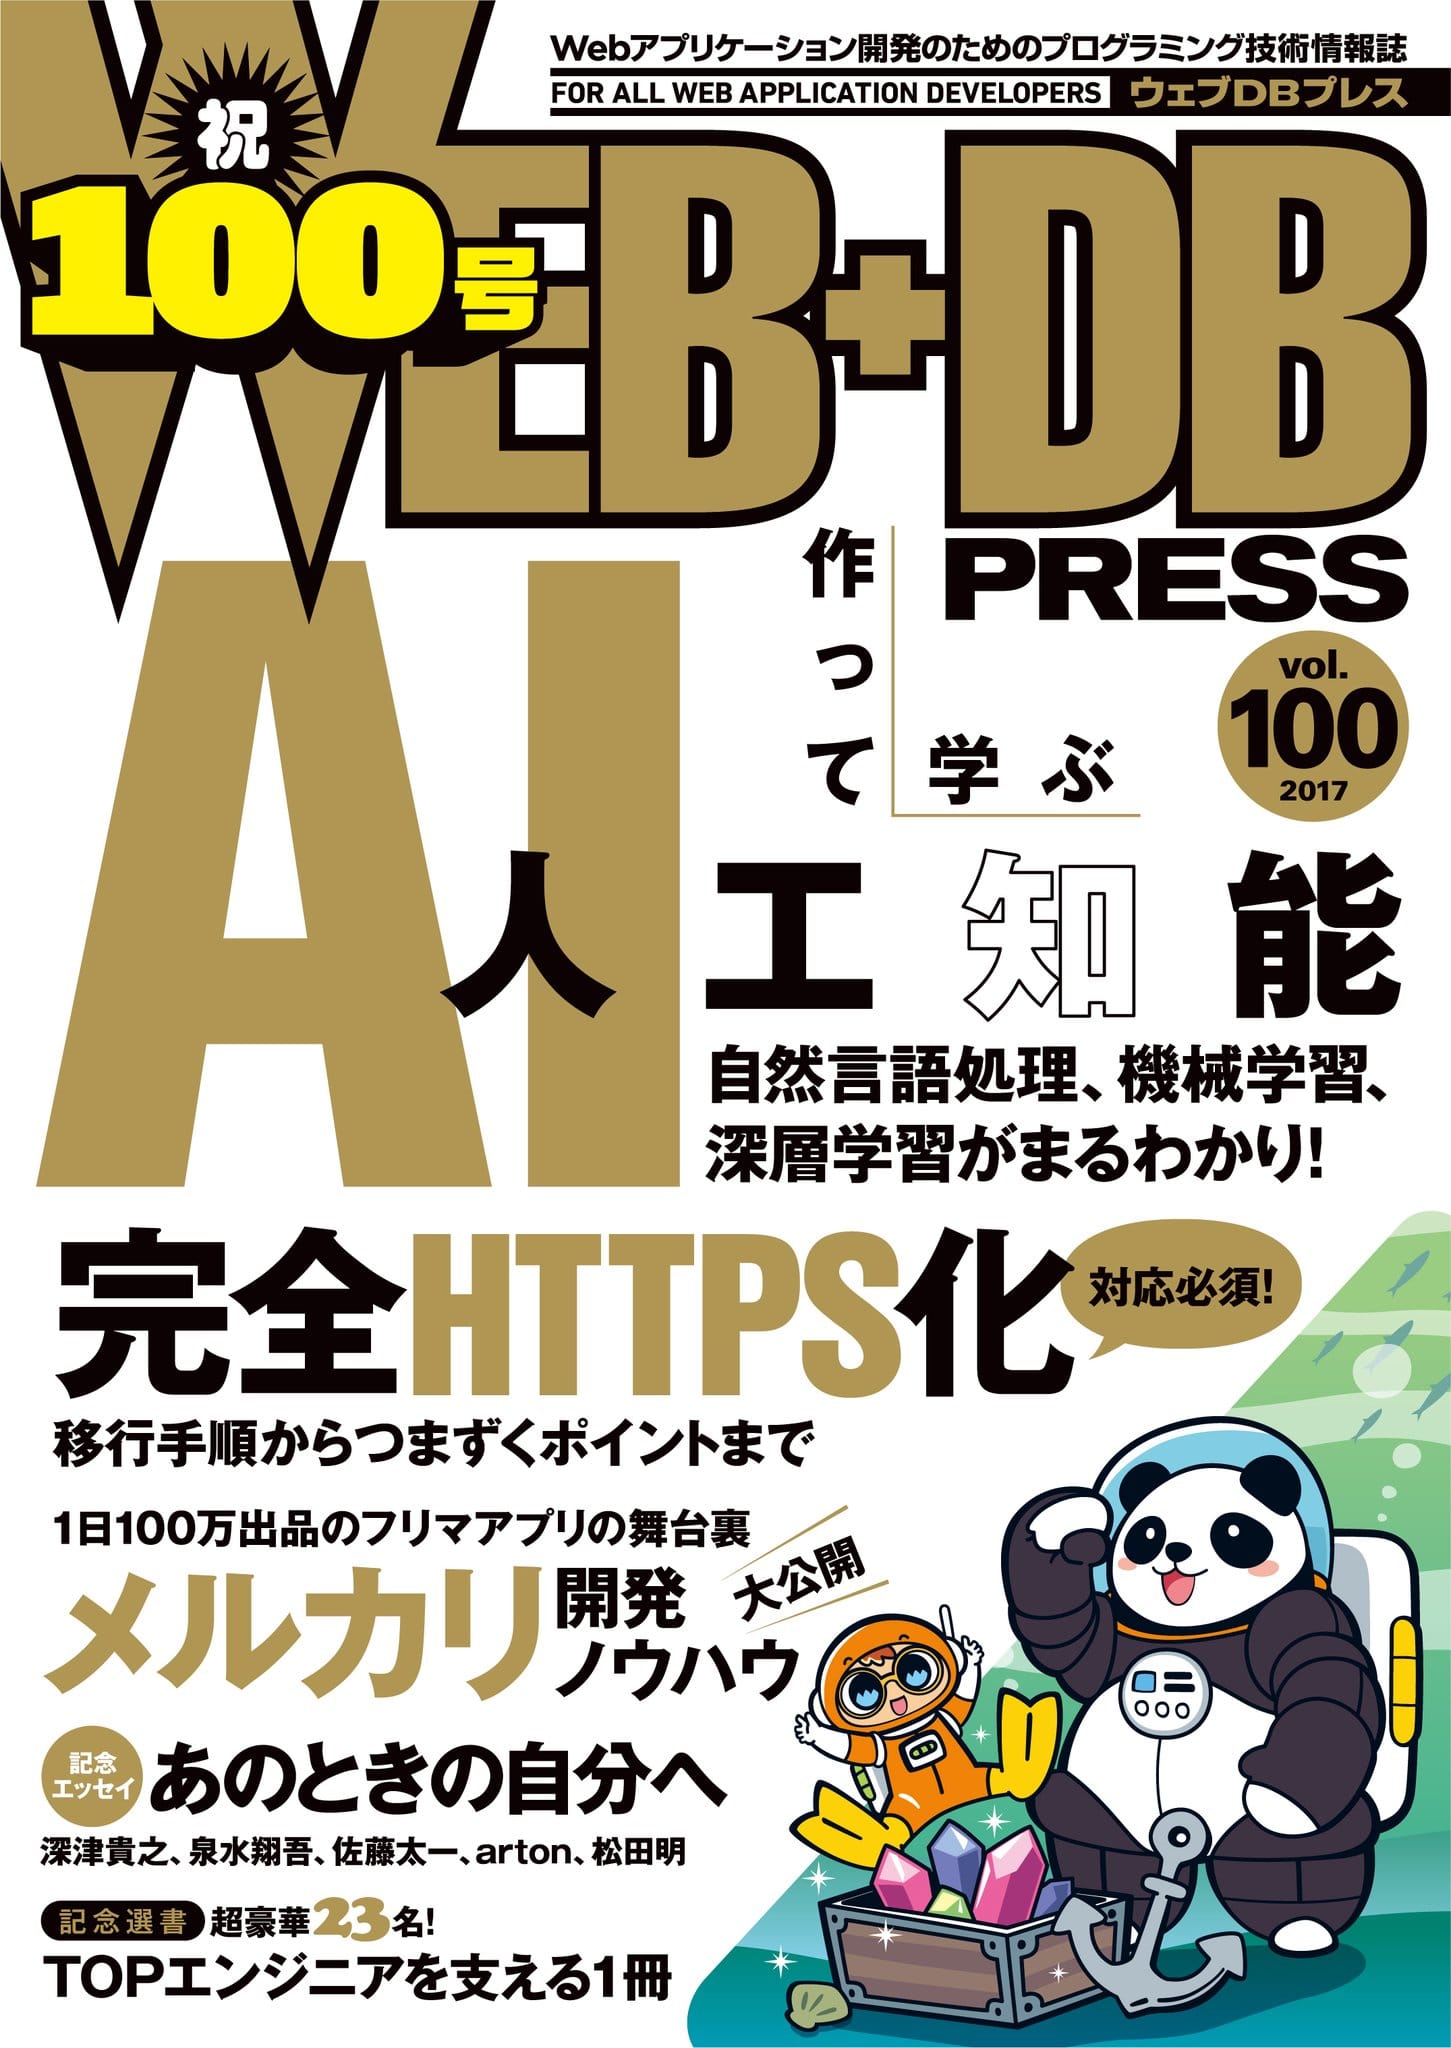 Webアプリケーション開発のためのプログラミング技術情報誌
FOR ALL WEB APPLICATION DEVELOPERS ウェブDBプレス
祝
100号
WEB+DB
PRESS
vol.
100
2017
作って
学ぶ
AI
人工知能
自然言語処理、機械学習、
深層学習がまるわかり!
完全HTTPS化
対応必須!
移行手順からつまずくポイントまで
1日100万出品のフリマアプリの舞台裏
メルカリ開発
ノウハウ
大公開
記念
エッセイ
あのときの自分へ
深津貴之、泉水翔吾、佐藤太一、arton、松田明
記念選書 超豪華23名!
TOPエンジニアを支える1冊